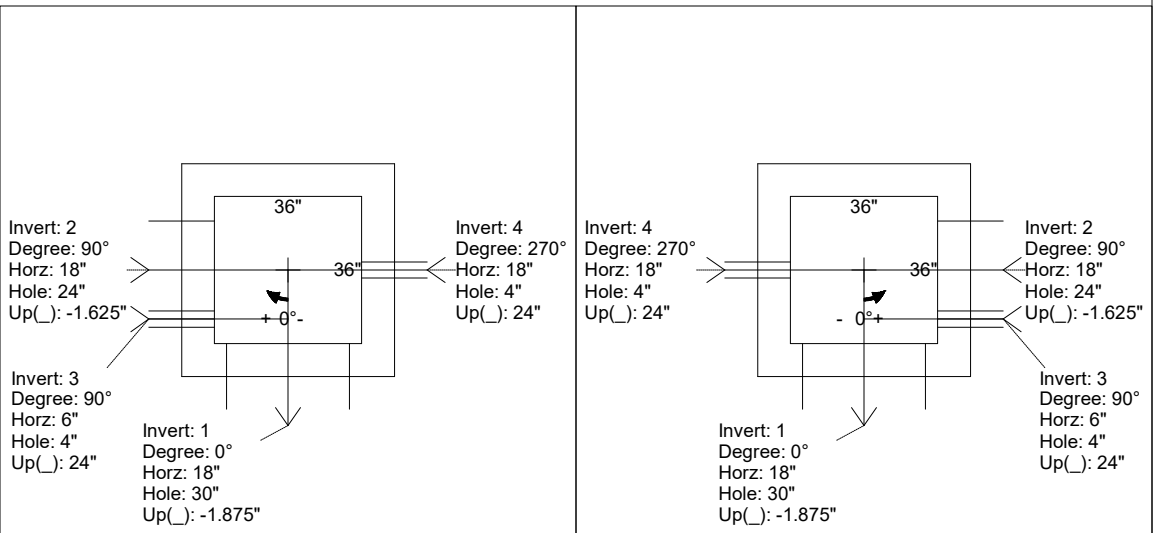 36"
Invert: 2
Degree: 90°
Horz: 18"
Hole: 24"
Up(_): -1.625"
36"
Invert: 4
Degree: 270°
Horz: 18"
Hole: 4"
Up(_): 24"
+ 0°-
Invert: 3
Degree: 90°
Horz: 6"
Hole: 4"
Up(_): 24"
Invert: 1
Degree: 0°
Horz: 18"
Hole: 30"
Up(_): -1.875"
36"
Invert: 4
Degree: 270°
Horz: 18"
Hole: 4"
Up(_): 24"
36"
Invert: 2
Degree: 90°
Horz: 18"
Hole: 24"
Up(_): -1.625"
- 0°+
Invert: 3
Degree: 90°
Horz: 6"
Hole: 4"
Up(_): 24"
Invert: 1
Degree: 0°
Horz: 18"
Hole: 30"
Up(_): -1.875"